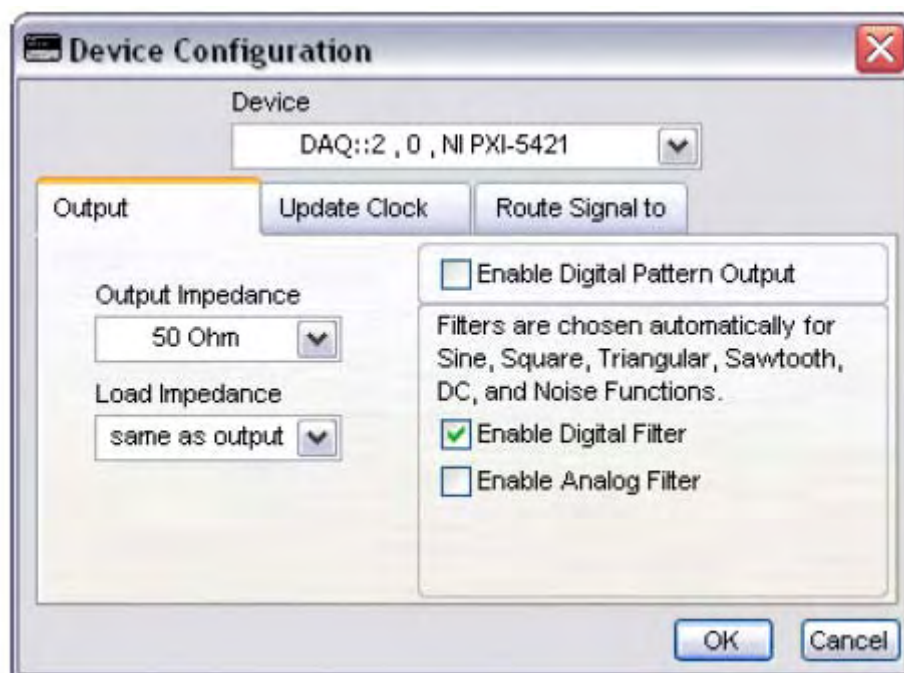 Device Configuration
Device
DAQ::2 , 0 , NI PXI-5421
Output
Update Clock
Route Signal to
Output Impedance
50 Ohm
Load Impedance
same as output
Enable Digital Pattern Output
Filters are chosen automatically for
Sine, Square, Triangular, Sawtooth,
DC, and Noise Functions.
Enable Digital Filter
Enable Analog Filter
OK
Cancel